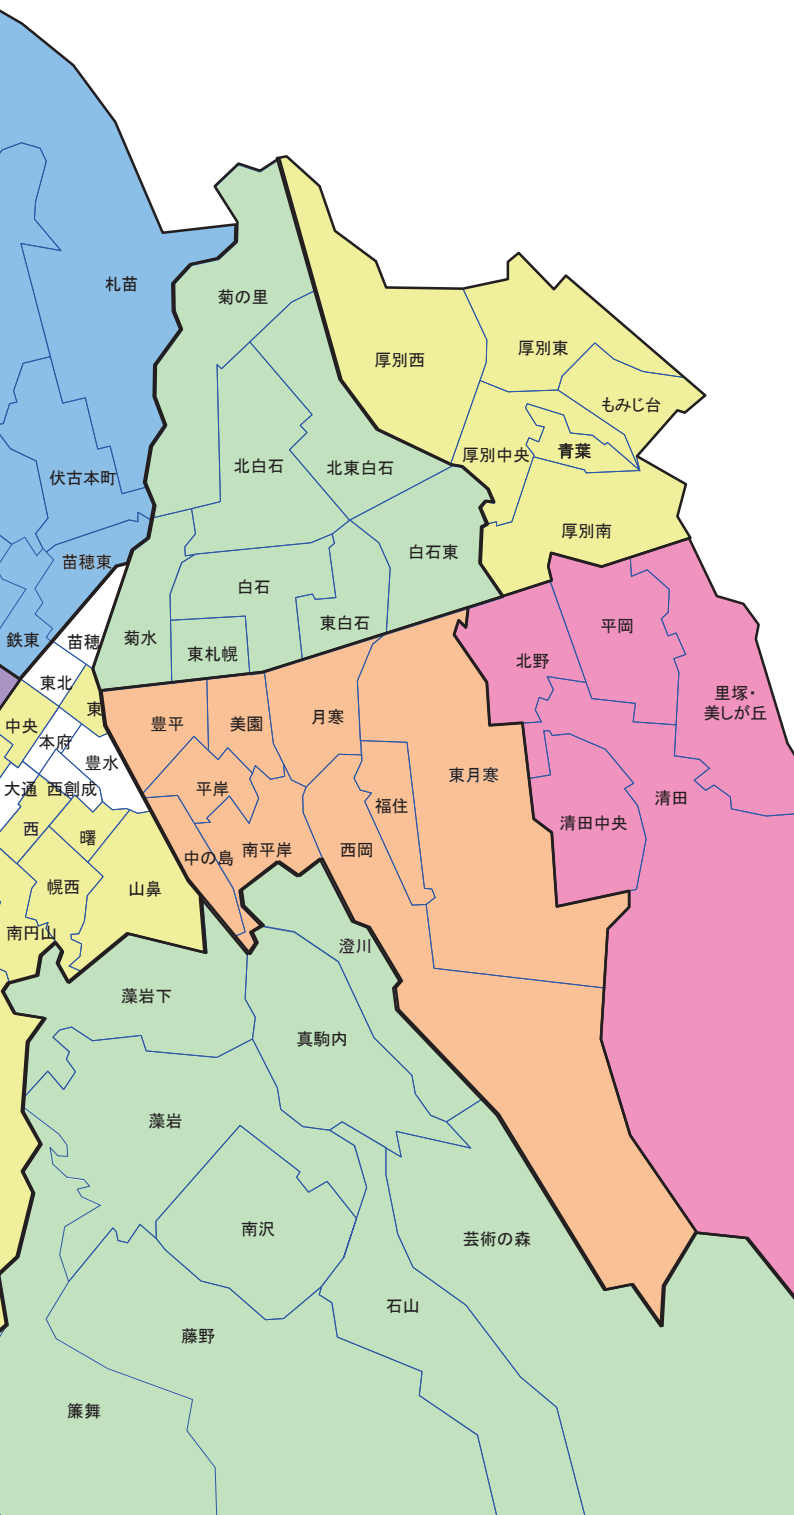 札苗
菊の里
厚別西
厚別東
もみじ台
厚別中央
青葉
北白石
北東白石
伏古本町
厚別南
白石東
苗穂東
白石
東白石
平岡
鉄東
苗穂
菊水
東札幌
北野
東北
里塚・
美しが丘
中央
東
豊平
美園
月寒
本府
豊水
東月寒
大通
西創成
平岸
福住
清田
西
曙
中の島
南平岸
西岡
清田中央
幌西
山鼻
南円山
澄川
藻岩下
真駒内
藻岩
南沢
芸術の森
石山
藤野
簾舞